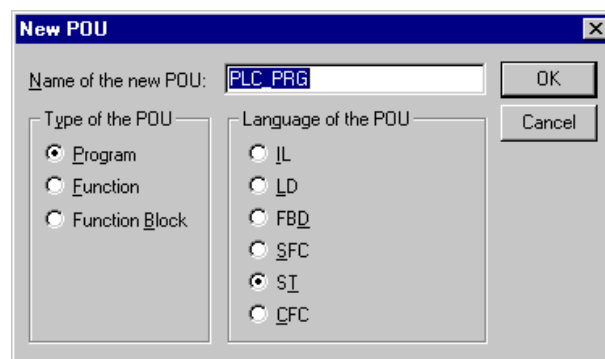 New POU
Name of the new POU: PLC_PRG
OK
Cancel
Type of the POU
Program
Function
Function Block
Language of the POU
IL
LD
FBD
SFC
ST
CFC